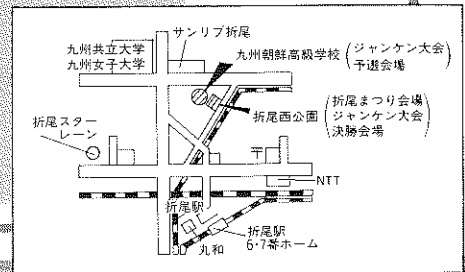 サンリブ折尾
九州共立大学
九州女子大学
九州朝鮮高級学校
(ジャンケン大会
予選会場)
折尾西公園
(折尾まつり会場
ジャンケン大会
決勝会場)
折尾スター
レーン
〒
NTT
折尾駅
折尾駅
6・7番ホーム
丸和